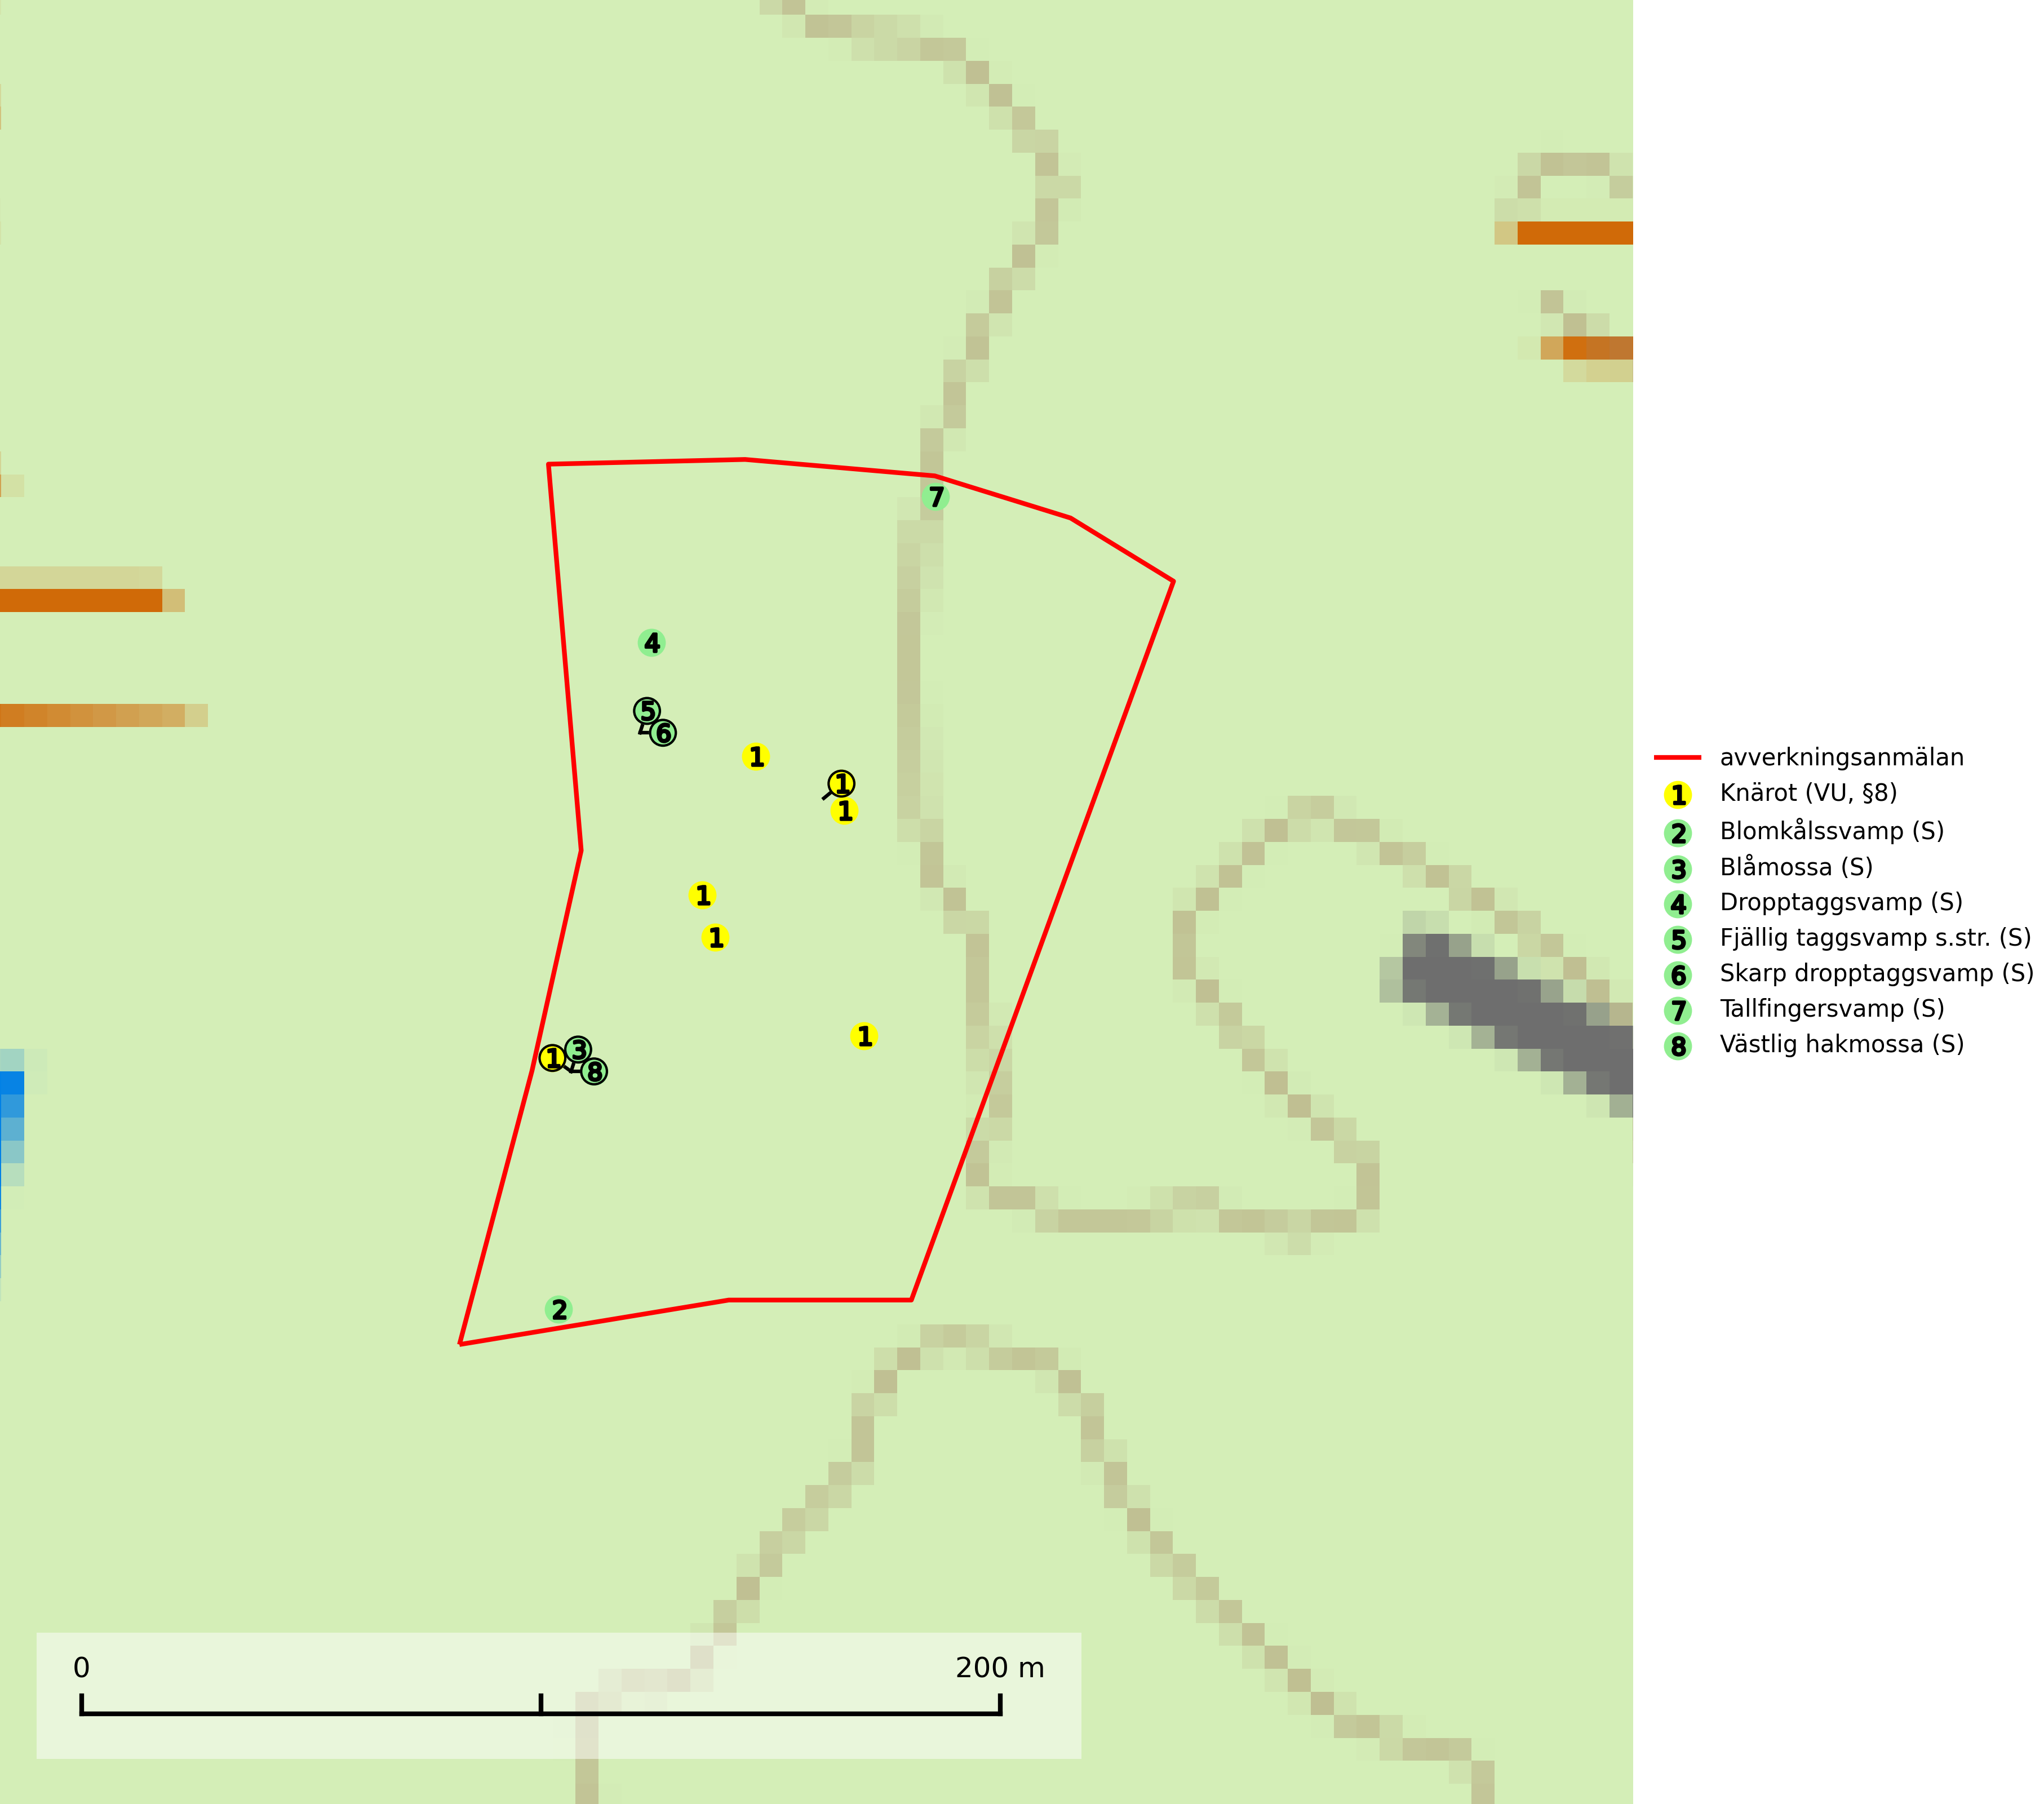 7
4
5
6
1
1
1
1
1
1
1
3
8
2
0
200 m
avverkningsanmälan
1 Knärot (VU, §8)
2 Blomkålssvamp (S)
3 Blåmossa (S)
4 Dropptaggsvamp (S)
5 Fjällig taggsvamp s.str. (S)
6 Skarp dropptaggsvamp (S)
7 Tallfingersvamp (S)
8 Västlig hakmossa (S)